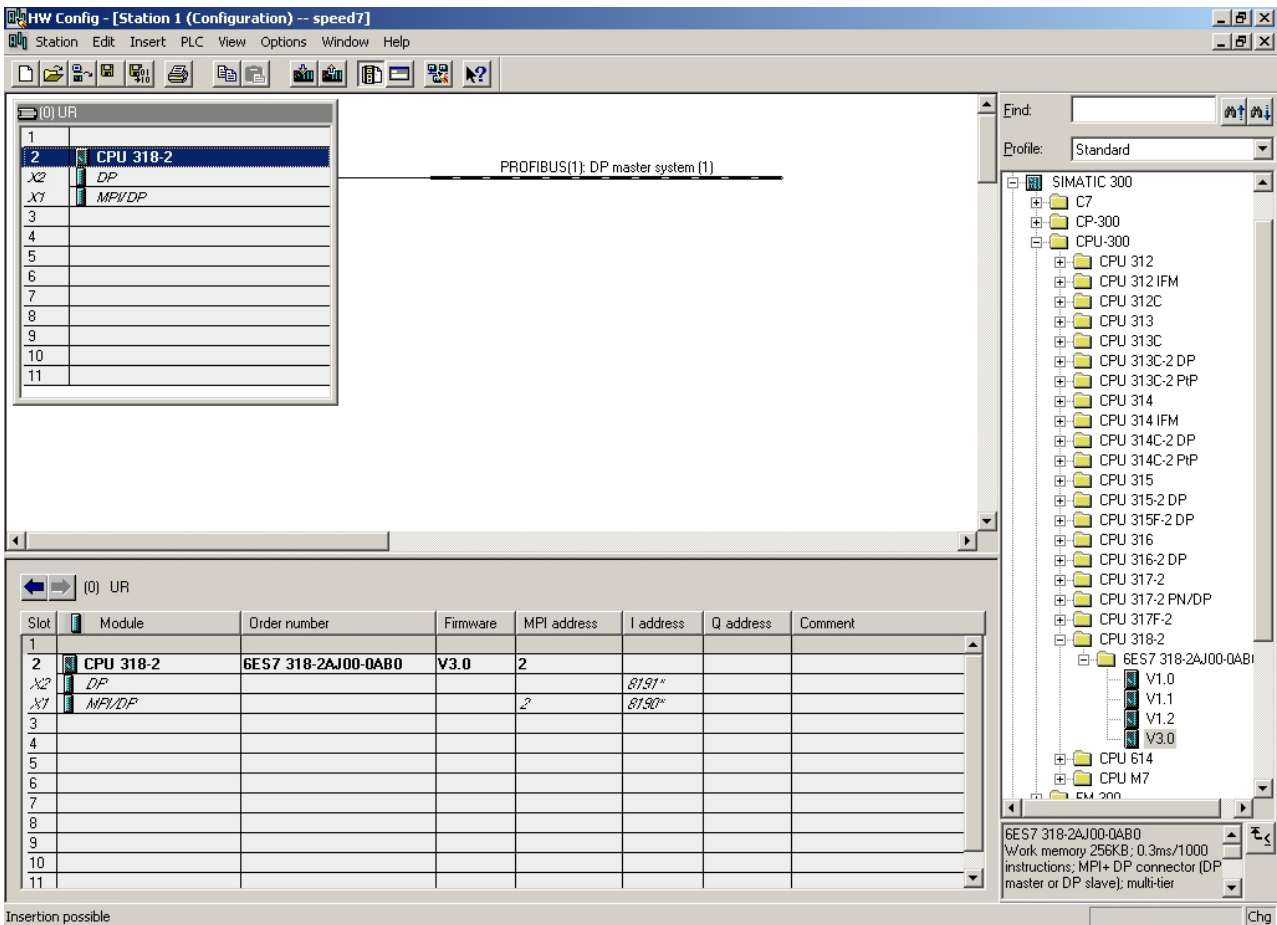 HW Config - [Station 1 (Configuration) -- speed7]
Station Edit Insert PLC View Options Window Help
(0) UR
1
2 CPU 318-2
X2 DP
X1 MPI/DP
3
4
5
6
7
8
9
10
11
PROFIBUS(1): DP master system (1)
Find:
Profile: Standard
SIMATIC 300
C7
CP-300
CPU-300
CPU 312
CPU 312 IFM
CPU 312C
CPU 313
CPU 313C
CPU 313C-2 DP
CPU 313C-2 PtP
CPU 314
CPU 314 IFM
CPU 314C-2 DP
CPU 314C-2 PtP
CPU 315
CPU 315-2 DP
CPU 315F-2 DP
CPU 316
CPU 316-2 DP
CPU 317-2
CPU 317-2 PN/DP
CPU 317F-2
CPU 318-2
6ES7 318-2AJ00-0AB
V1.0
V1.1
V1.2
V3.0
CPU 614
CPU M7
FM 300
(0) UR
Slot Module Order number Firmware MPI address I address Q address Comment
1
2 CPU 318-2 6ES7 318-2AJ00-0AB0 V3.0 2
X2 DP 8191*
X1 MPI/DP 2 8190*
3
4
5
6
7
8
9
10
11
6ES7 318-2AJ00-0AB0
Work memory 256KB; 0.3ms/1000
instructions; MPI+ DP connector (DP
master or DP slave); multi-tier
Insertion possible
Chg